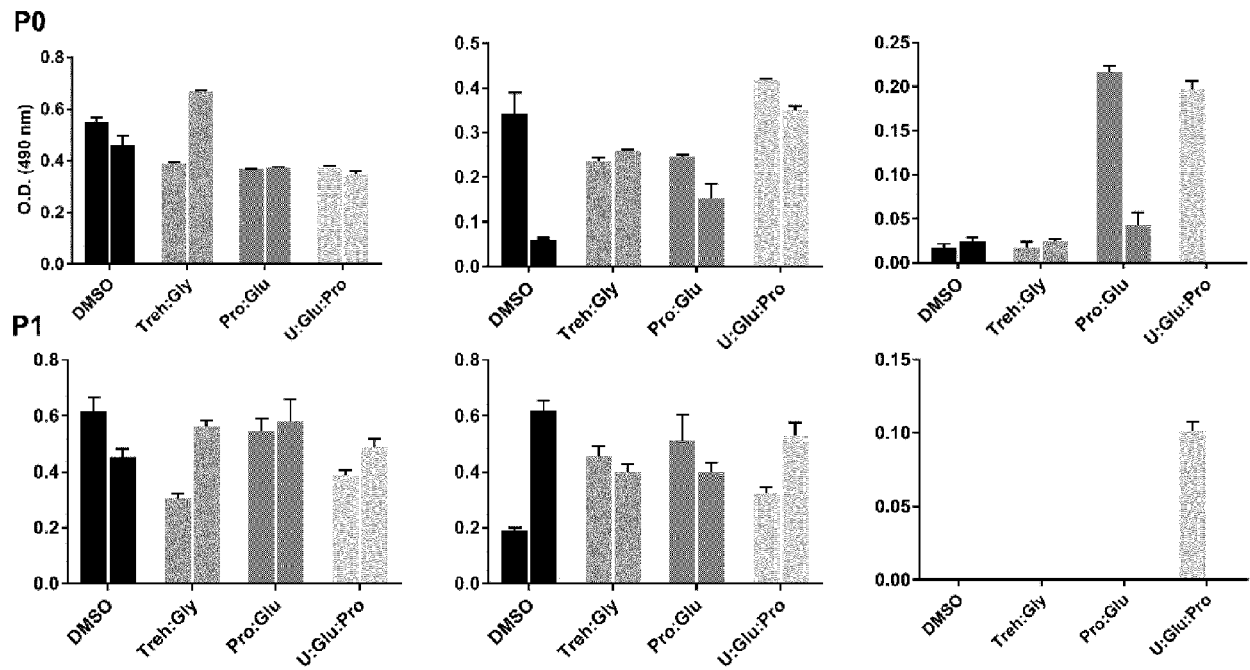 P0
O.D. (490 nm)
0.8
0.6
0.4
0.2
0.0
DMSO
Treh:Gly
Pro:Glu
U:Glu:Pro
0.5
0.4
0.3
0.2
0.1
0.0
DMSO
Treh:Gly
Pro:Glu
U:Glu:Pro
0.25
0.20
0.15
0.10
0.05
0.00
DMSO
Treh:Gly
Pro:Glu
U:Glu:Pro
P1
0.8
0.6
0.4
0.2
0.0
DMSO
Treh:Gly
Pro:Glu
U:Glu:Pro
0.8
0.6
0.4
0.2
0.0
DMSO
Treh:Gly
Pro:Glu
U:Glu:Pro
0.15
0.10
0.05
0.00
DMSO
Treh:Gly
Pro:Glu
U:Glu:Pro